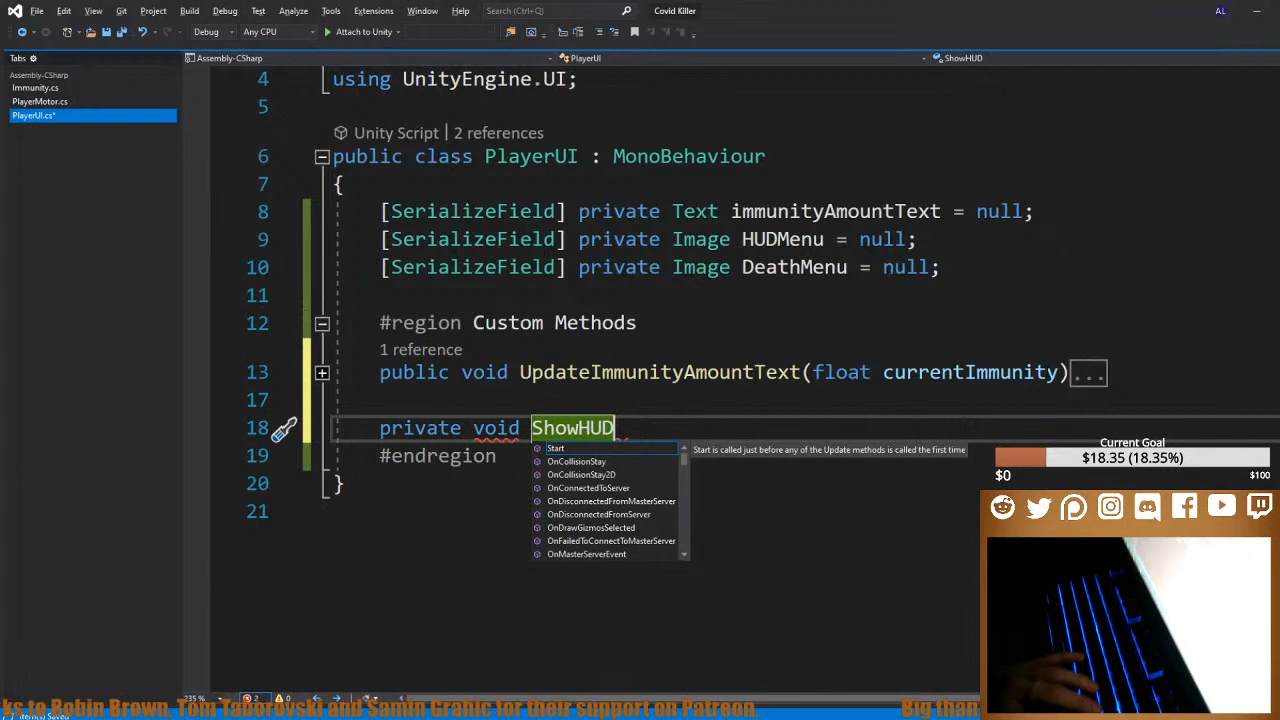 File Edit View Git Project Build Debug Test Analyze Tools Extensions Window Help Search (Ctrl+Q) Covid Killer AL
Debug Any CPU Attach to Unity
Tabs Assembly-CSharp PlayerUI ShowHUD
Assembly-CSharp
Immunity.cs
PlayerMotor.cs
PlayerUI.cs*
4 using UnityEngine.UI;
5
Unity Script | 2 references
6 public class PlayerUI : MonoBehaviour
7 {
8 [SerializeField] private Text immunityAmountText = null;
9 [SerializeField] private Image HUDMenu = null;
10 [SerializeField] private Image DeathMenu = null;
11
12 #region Custom Methods
1 reference
13 public void UpdateImmunityAmountText(float currentImmunity)...
17
18 private void ShowHUD
19 #endregion
20 }
21
Start
OnCollisionStay
OnCollisionStay2D
OnConnectedToServer
OnDisconnectedFromMasterServer
OnDisconnectedFromServer
OnDrawGizmosSelected
OnFailedToConnectToMasterServer
OnMasterServerEvent
Start is called just before any of the Update methods is called the first time
Current Goal
$18.35 (18.35%)
$0 $100
235 % 2 0
ks to Robin Brown, Tom Taborovski and Samin Grahic for their support on Patreon. Big than
Item(s) Saved